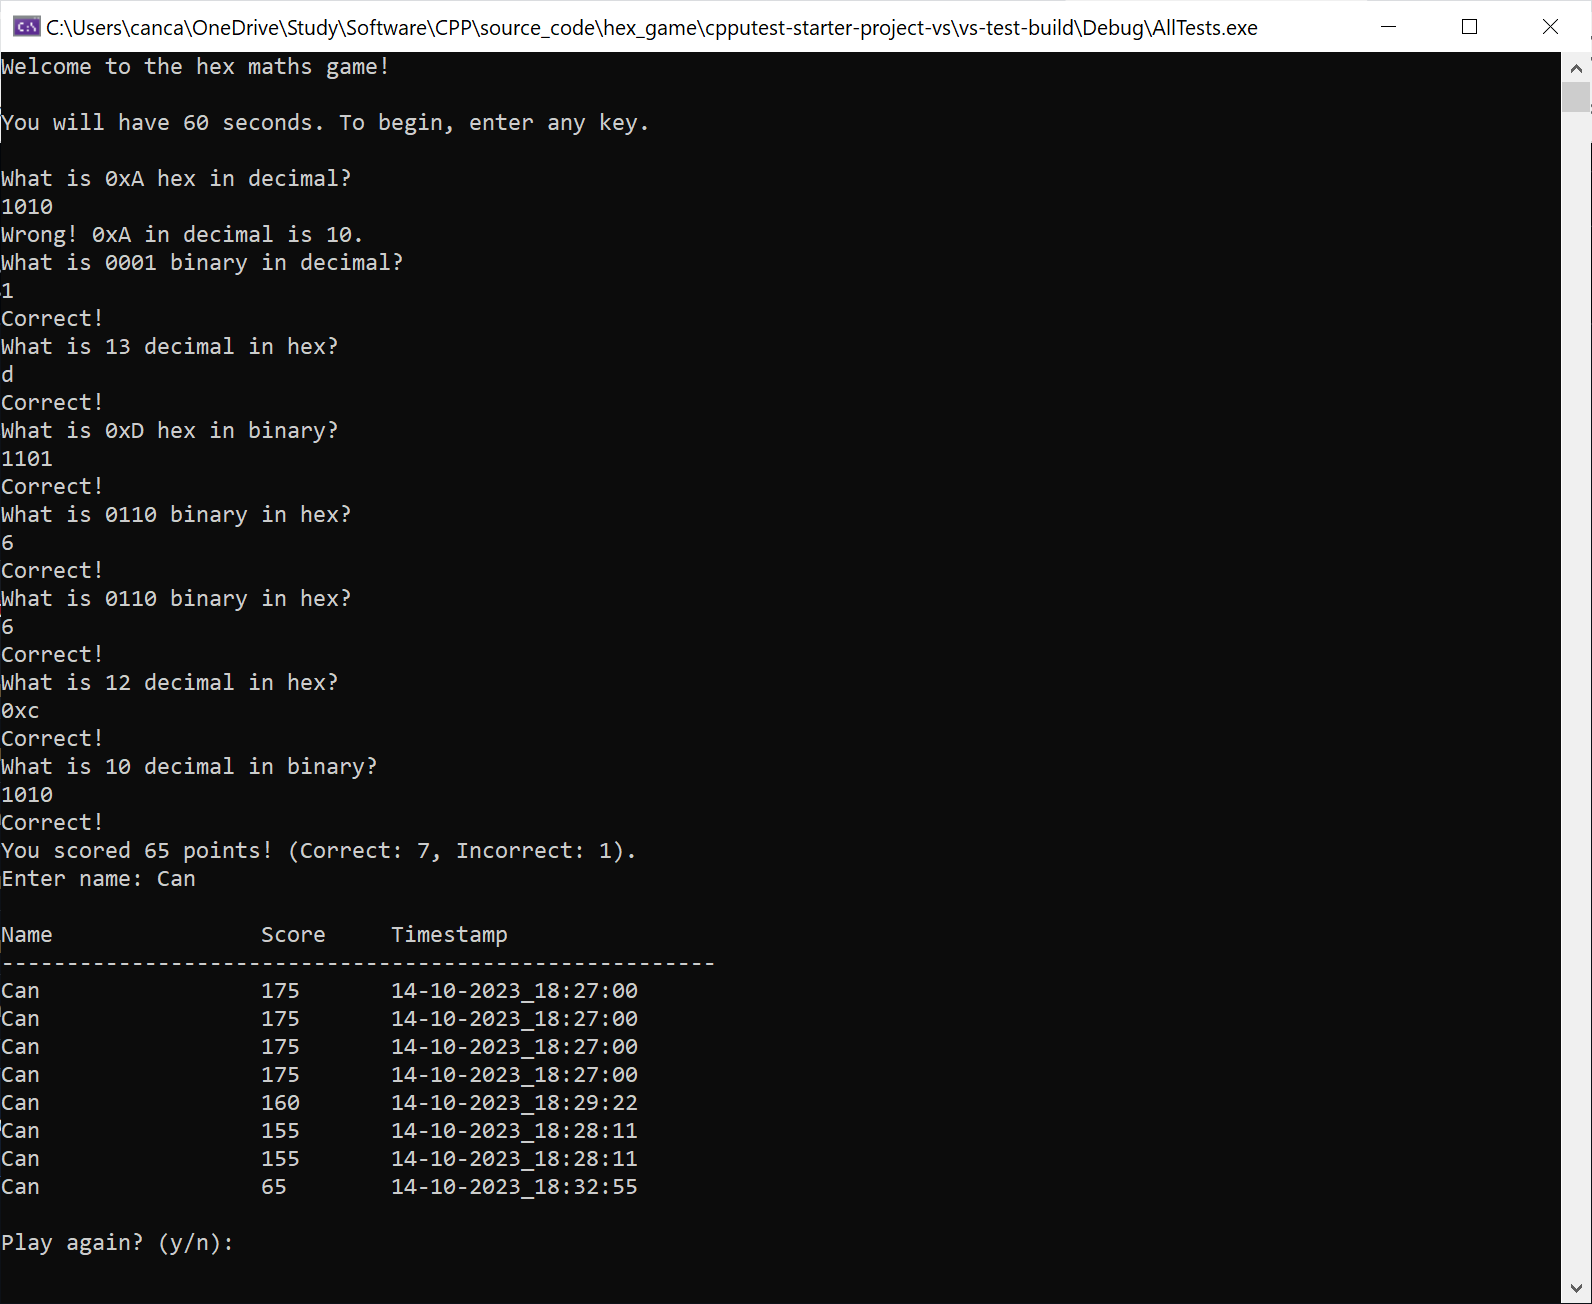 C:\Users\canca\OneDrive\Study\Software\CPP\source_code\hex_game\cpputest-starter-project-vs\vs-test-build\Debug\AllTests.exe
Welcome to the hex maths game!
You will have 60 seconds. To begin, enter any key.
What is 0xA hex in decimal?
1010
Wrong! 0xA in decimal is 10.
What is 0001 binary in decimal?
1
Correct!
What is 13 decimal in hex?
d
Correct!
What is 0xD hex in binary?
1101
Correct!
What is 0110 binary in hex?
6
Correct!
What is 0110 binary in hex?
6
Correct!
What is 12 decimal in hex?
0xc
Correct!
What is 10 decimal in binary?
1010
Correct!
You scored 65 points! (Correct: 7, Incorrect: 1).
Enter name: Can
Name Score Timestamp
-------------------------------------------------------
Can 175 14-10-2023_18:27:00
Can 175 14-10-2023_18:27:00
Can 175 14-10-2023_18:27:00
Can 175 14-10-2023_18:27:00
Can 160 14-10-2023_18:29:22
Can 155 14-10-2023_18:28:11
Can 155 14-10-2023_18:28:11
Can 65 14-10-2023_18:32:55
Play again? (y/n):